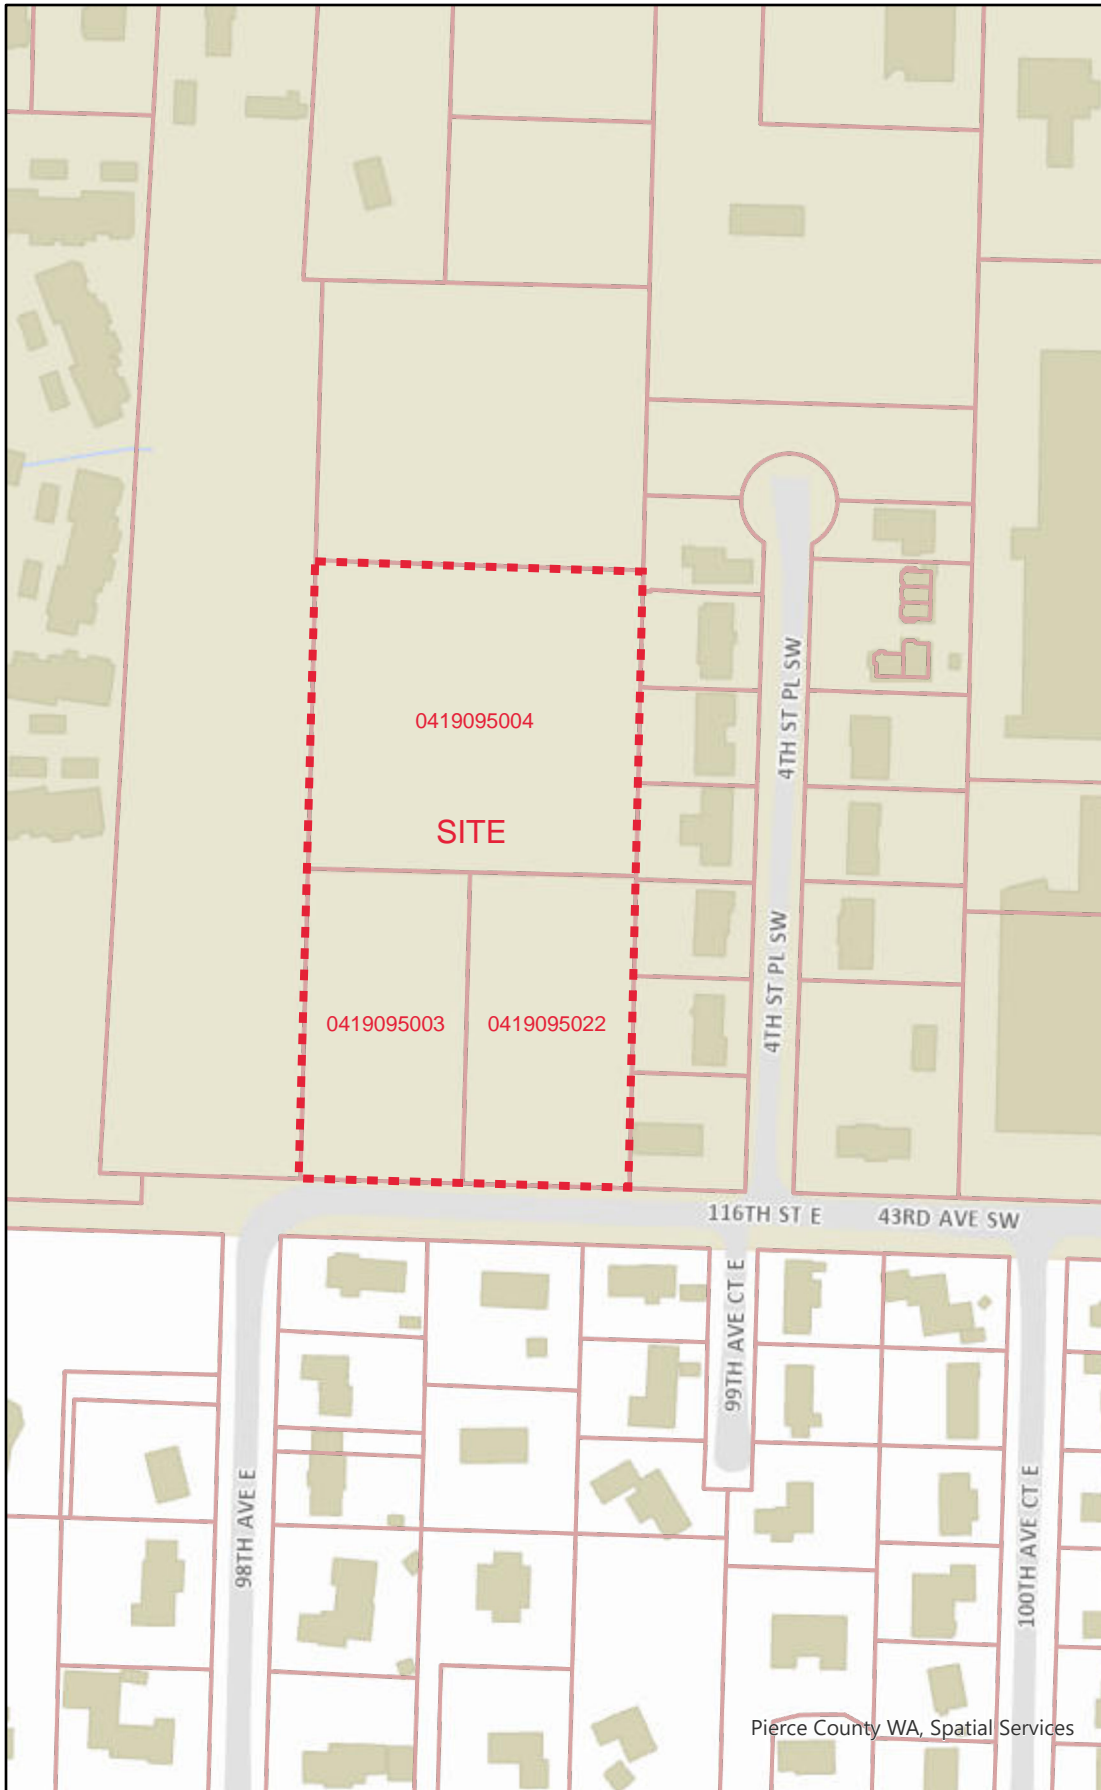 4TH ST PL SW
0419095004
SITE
4TH ST PL SW
0419095003
0419095022
116TH ST E
43RD AVE SW
99TH AVE CT E
98TH AVE E
100TH AVE CT E
Pierce County WA, Spatial Services